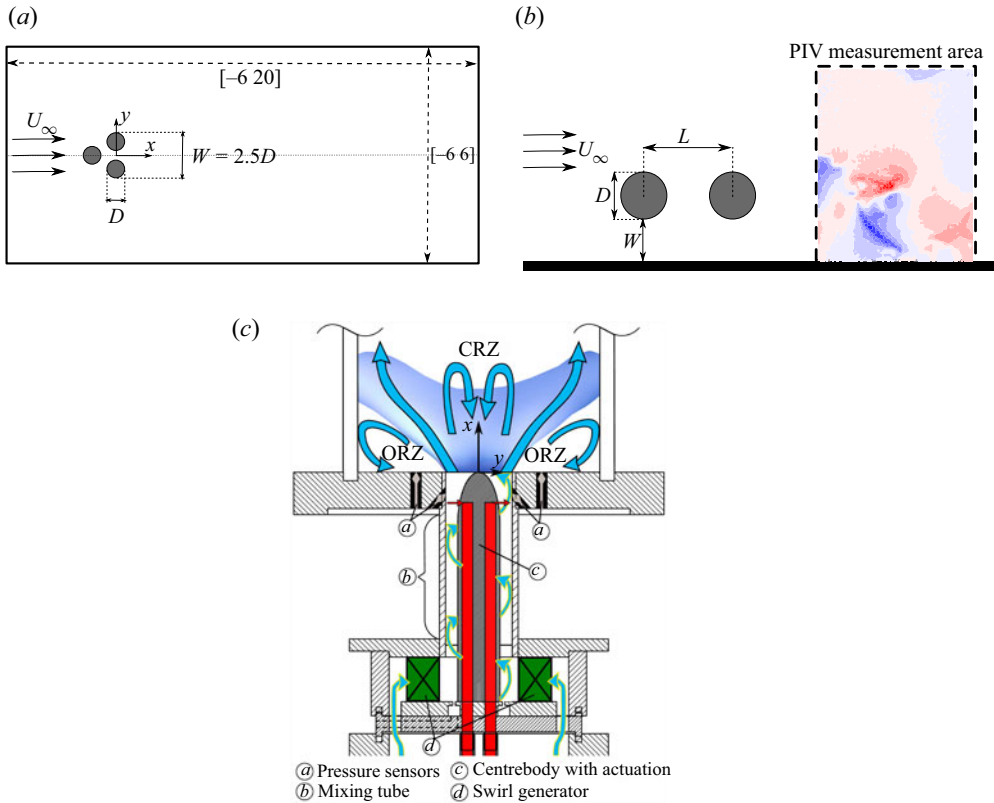 (a)
[–6 20]
U∞
y
x
W = 2.5D
[–6 6]
D
(b)
PIV measurement area
U∞
L
D
W
(c)
CRZ
x
ORZ
y
ORZ
a
a
b
c
d
a Pressure sensors
c Centrebody with actuation
b Mixing tube
d Swirl generator